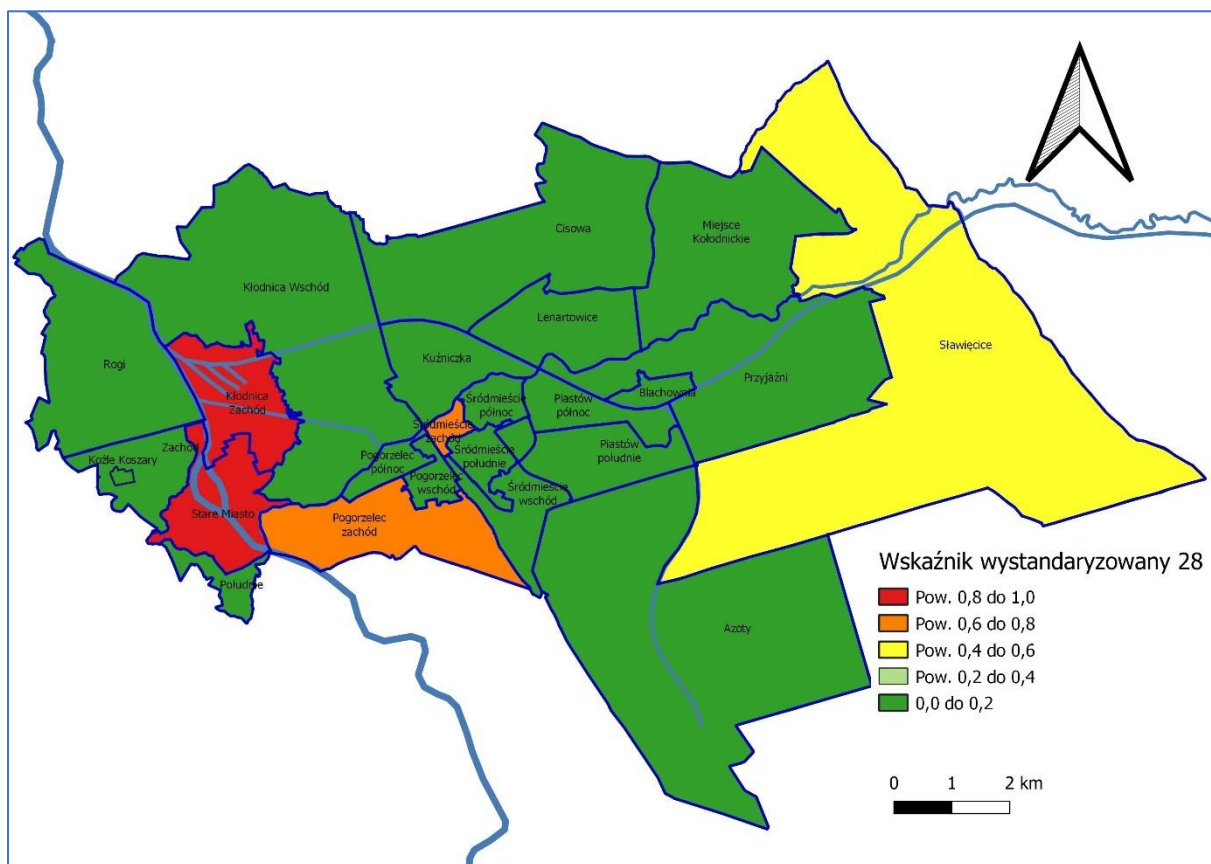 Cisowa
Miejsce
Kołodnickie
Kłodnica Wschód
Lenartowice
Sławięcice
Kuźniczka
Rogi
Przyjaźni
Blachownia
Śródmieście
północ
Piastów
północ
Kłodnica
Zachód
Śródmieście
zachód
Zachód
Piastów
południe
Śródmieście
południe
Pogorzelec
północ
Koźle Koszary
Pogorzelec
wschód
Śródmieście
wschód
Stare Miasto
Pogorzelec
zachód
Południe
Azoty
Wskaźnik wystandaryzowany 28
Pow. 0,8 do 1,0
Pow. 0,6 do 0,8
Pow. 0,4 do 0,6
Pow. 0,2 do 0,4
0,0 do 0,2
0 1 2 km